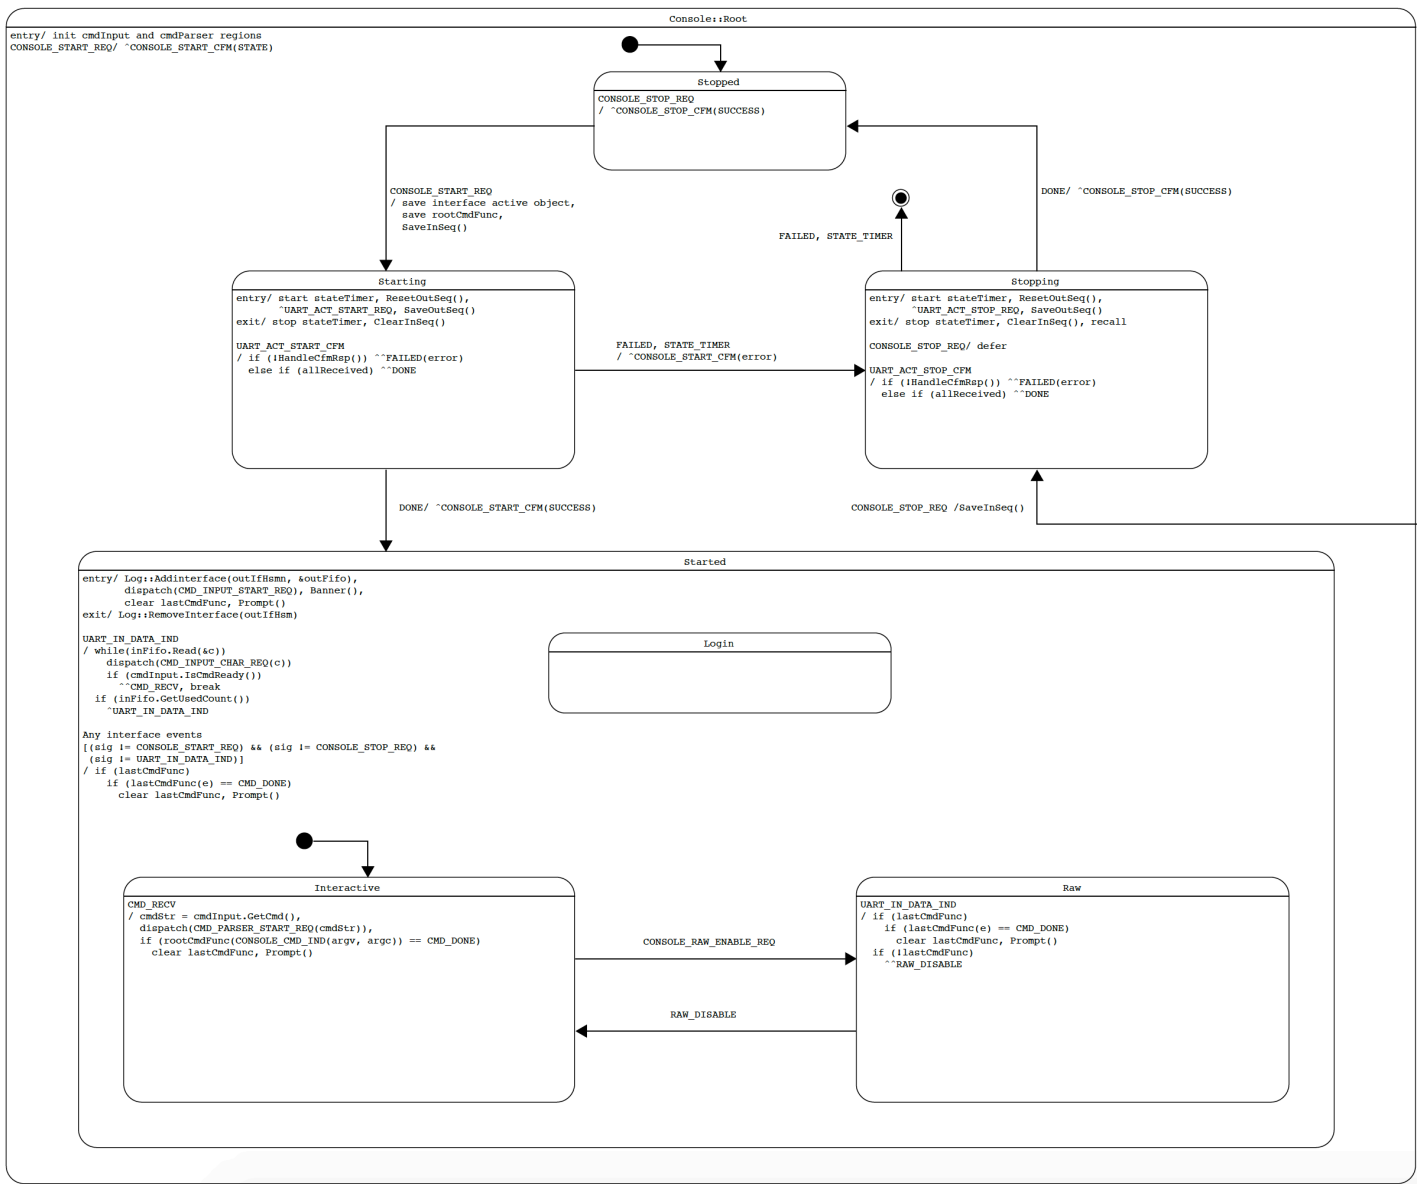 Console::Root
entry/ init cmdInput and cmdParser regions
CONSOLE_START_REQ/ ^CONSOLE_START_CFM(STATE)
Stopped
CONSOLE_STOP_REQ
/ ^CONSOLE_STOP_CFM(SUCCESS)
CONSOLE_START_REQ
/ save interface active object,
save rootCmdFunc,
SaveInSeq()
DONE/ ^CONSOLE_STOP_CFM(SUCCESS)
FAILED, STATE_TIMER
Starting
entry/ start stateTimer, ResetOutSeq(),
^UART_ACT_START_REQ, SaveOutSeq()
exit/ stop stateTimer, ClearInSeq()
UART_ACT_START_CFM
/ if (!HandleCfmRsp()) ^^FAILED(error)
else if (allReceived) ^^DONE
FAILED, STATE_TIMER
/ ^CONSOLE_START_CFM(error)
Stopping
entry/ start stateTimer, ResetOutSeq(),
^UART_ACT_STOP_REQ, SaveOutSeq()
exit/ stop stateTimer, ClearInSeq(), recall
CONSOLE_STOP_REQ/ defer
UART_ACT_STOP_CFM
/ if (!HandleCfmRsp()) ^^FAILED(error)
else if (allReceived) ^^DONE
DONE/ ^CONSOLE_START_CFM(SUCCESS)
CONSOLE_STOP_REQ /SaveInSeq()
Started
entry/ Log::Addinterface(outIfHsmn, &outFifo),
dispatch(CMD_INPUT_START_REQ), Banner(),
clear lastCmdFunc, Prompt()
exit/ Log::RemoveInterface(outIfHsm)
UART_IN_DATA_IND
/ while(inFifo.Read(&c))
dispatch(CMD_INPUT_CHAR_REQ(c))
if (cmdInput.IsCmdReady())
^^CMD_RECV, break
if (inFifo.GetUsedCount())
^UART_IN_DATA_IND
Any interface events
[(sig != CONSOLE_START_REQ) && (sig != CONSOLE_STOP_REQ) &&
(sig != UART_IN_DATA_IND)]
/ if (lastCmdFunc)
if (lastCmdFunc(e) == CMD_DONE)
clear lastCmdFunc, Prompt()
Login
Interactive
CMD_RECV
/ cmdStr = cmdInput.GetCmd(),
dispatch(CMD_PARSER_START_REQ(cmdStr)),
if (rootCmdFunc(CONSOLE_CMD_IND(argv, argc)) == CMD_DONE)
clear lastCmdFunc, Prompt()
CONSOLE_RAW_ENABLE_REQ
RAW_DISABLE
Raw
UART_IN_DATA_IND
/ if (lastCmdFunc)
if (lastCmdFunc(e) == CMD_DONE)
clear lastCmdFunc, Prompt()
if (!lastCmdFunc)
^^RAW_DISABLE